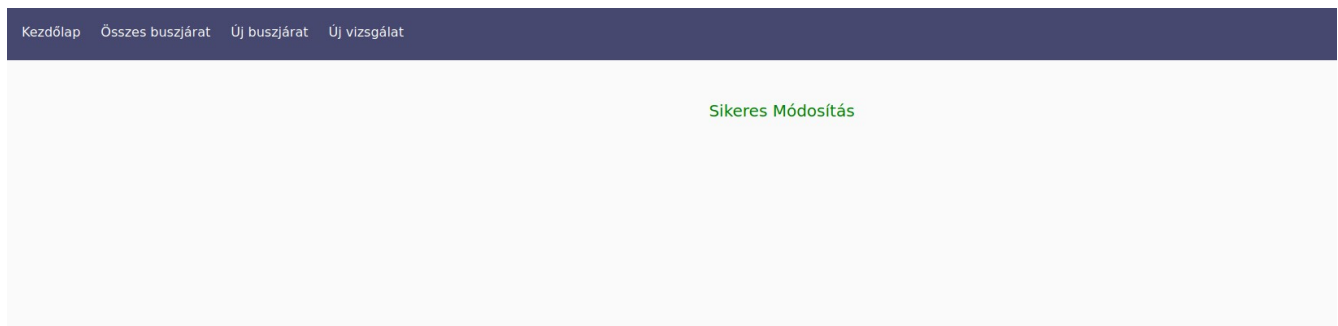 Kezdőlap Összes buszjárat Új buszjárat Új vizsgálat
Sikeres Módosítás